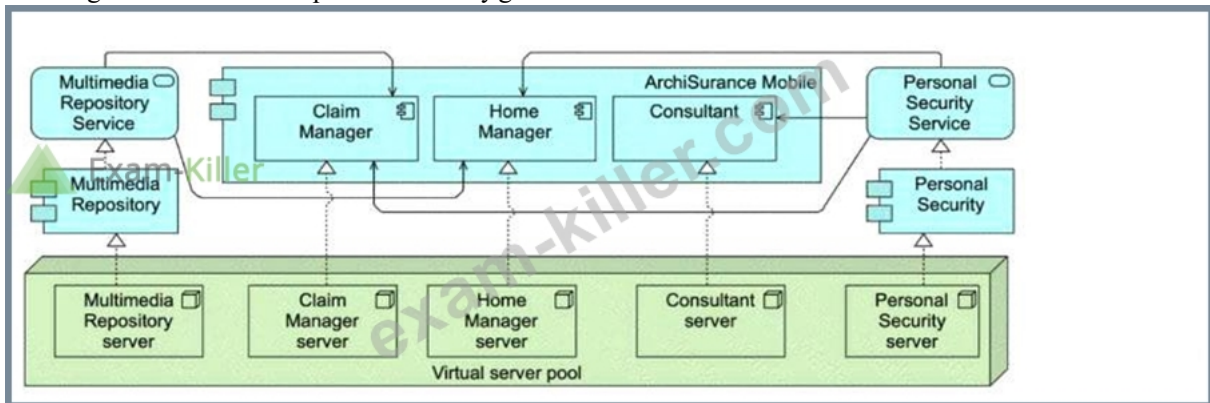 Multimedia
Repository
Service
ArchiSurance Mobile
Claim
Manager
Home
Manager
Consultant
Personal
Security
Service
Exam-Killer
Multimedia
Repository
Personal
Security
exam-killer.com
Multimedia
Repository
server
Claim
Manager
server
Home
Manager
server
Consultant
server
Personal
Security
server
Virtual server pool